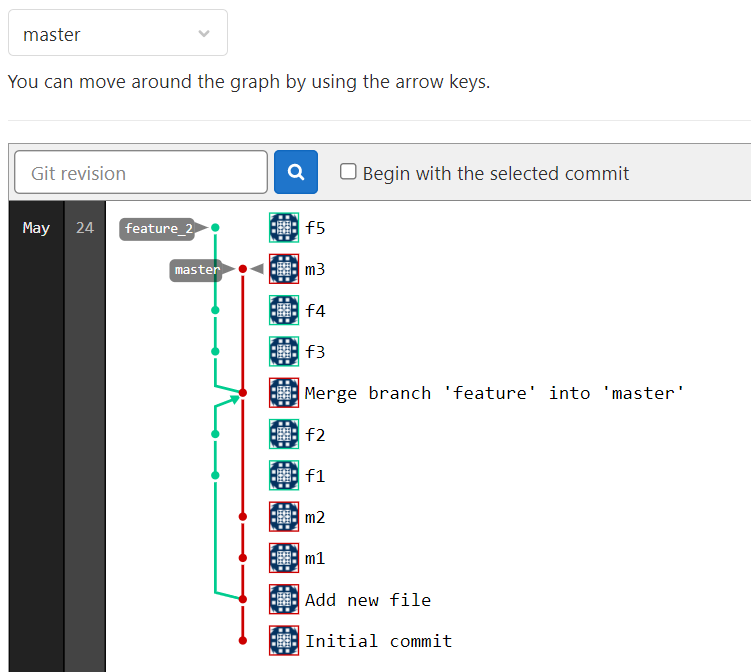 master
You can move around the graph by using the arrow keys.
Git revision
Begin with the selected commit
May 24 feature_2 f5
master m3
f4
f3
Merge branch 'feature' into 'master'
f2
f1
m2
m1
Add new file
Initial commit